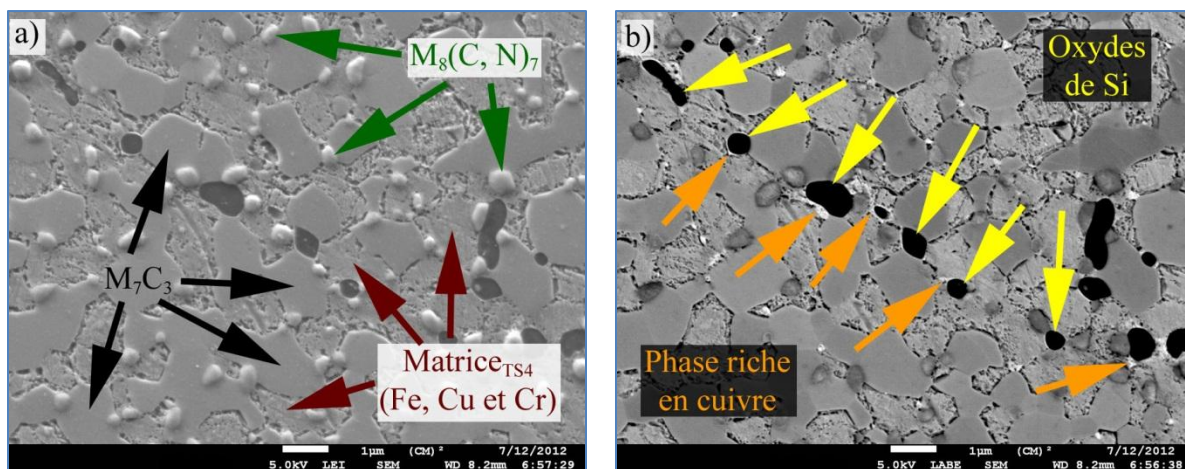 a)
M₈(C, N)₇
M₇C₃
Matrice_TS4
(Fe, Cu et Cr)
1µm (CM)² 7/12/2012
5.0kV LEI SEM WD 8.2mm 6:57:29
b)
Oxydes
de Si
Phase riche
en cuivre
1µm (CM)² 7/12/2012
5.0kV LABE SEM WD 8.2mm 6:56:38